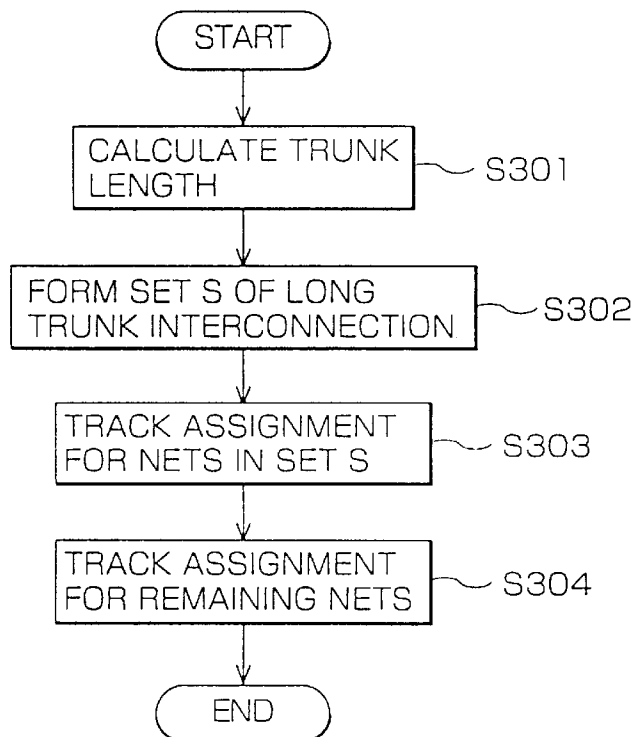 START
CALCULATE TRUNK
LENGTH
S301
FORM SET S OF LONG
TRUNK INTERCONNECTION
S302
TRACK ASSIGNMENT
FOR NETS IN SET S
S303
TRACK ASSIGNMENT
FOR REMAINING NETS
S304
END